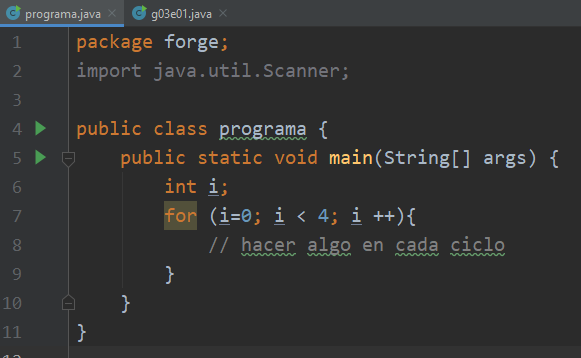 programa.java × g03e01.java ×
1 package forge;
2 import java.util.Scanner;
3
4 public class programa {
5 public static void main(String[] args) {
6 int i;
7 for (i=0; i < 4; i ++){
8 // hacer algo en cada ciclo
9 }
10 }
11 }